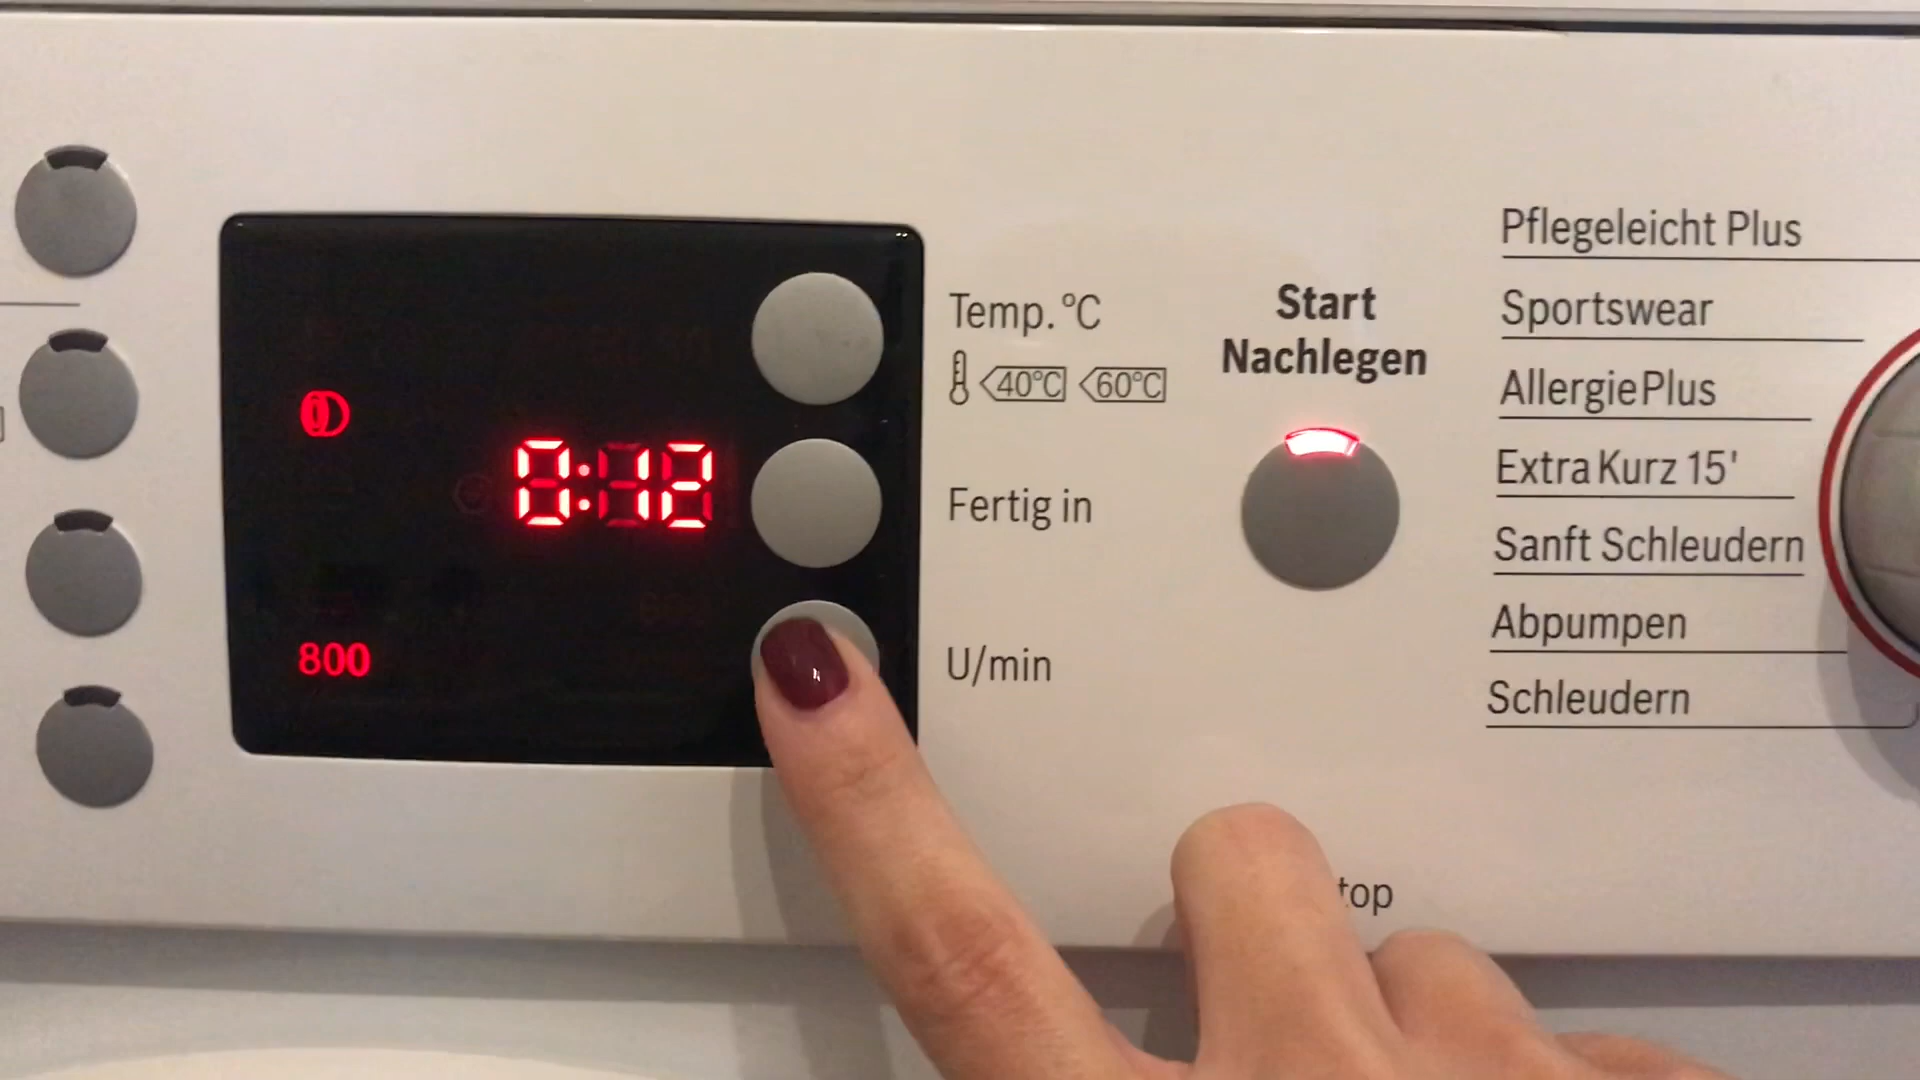 0:12
800
Temp. °C
40°C 60°C
Fertig in
U/min
Start
Nachlegen
Pflegeleicht Plus
Sportswear
AllergiePlus
Extra Kurz 15'
Sanft Schleudern
Abpumpen
Schleudern
top